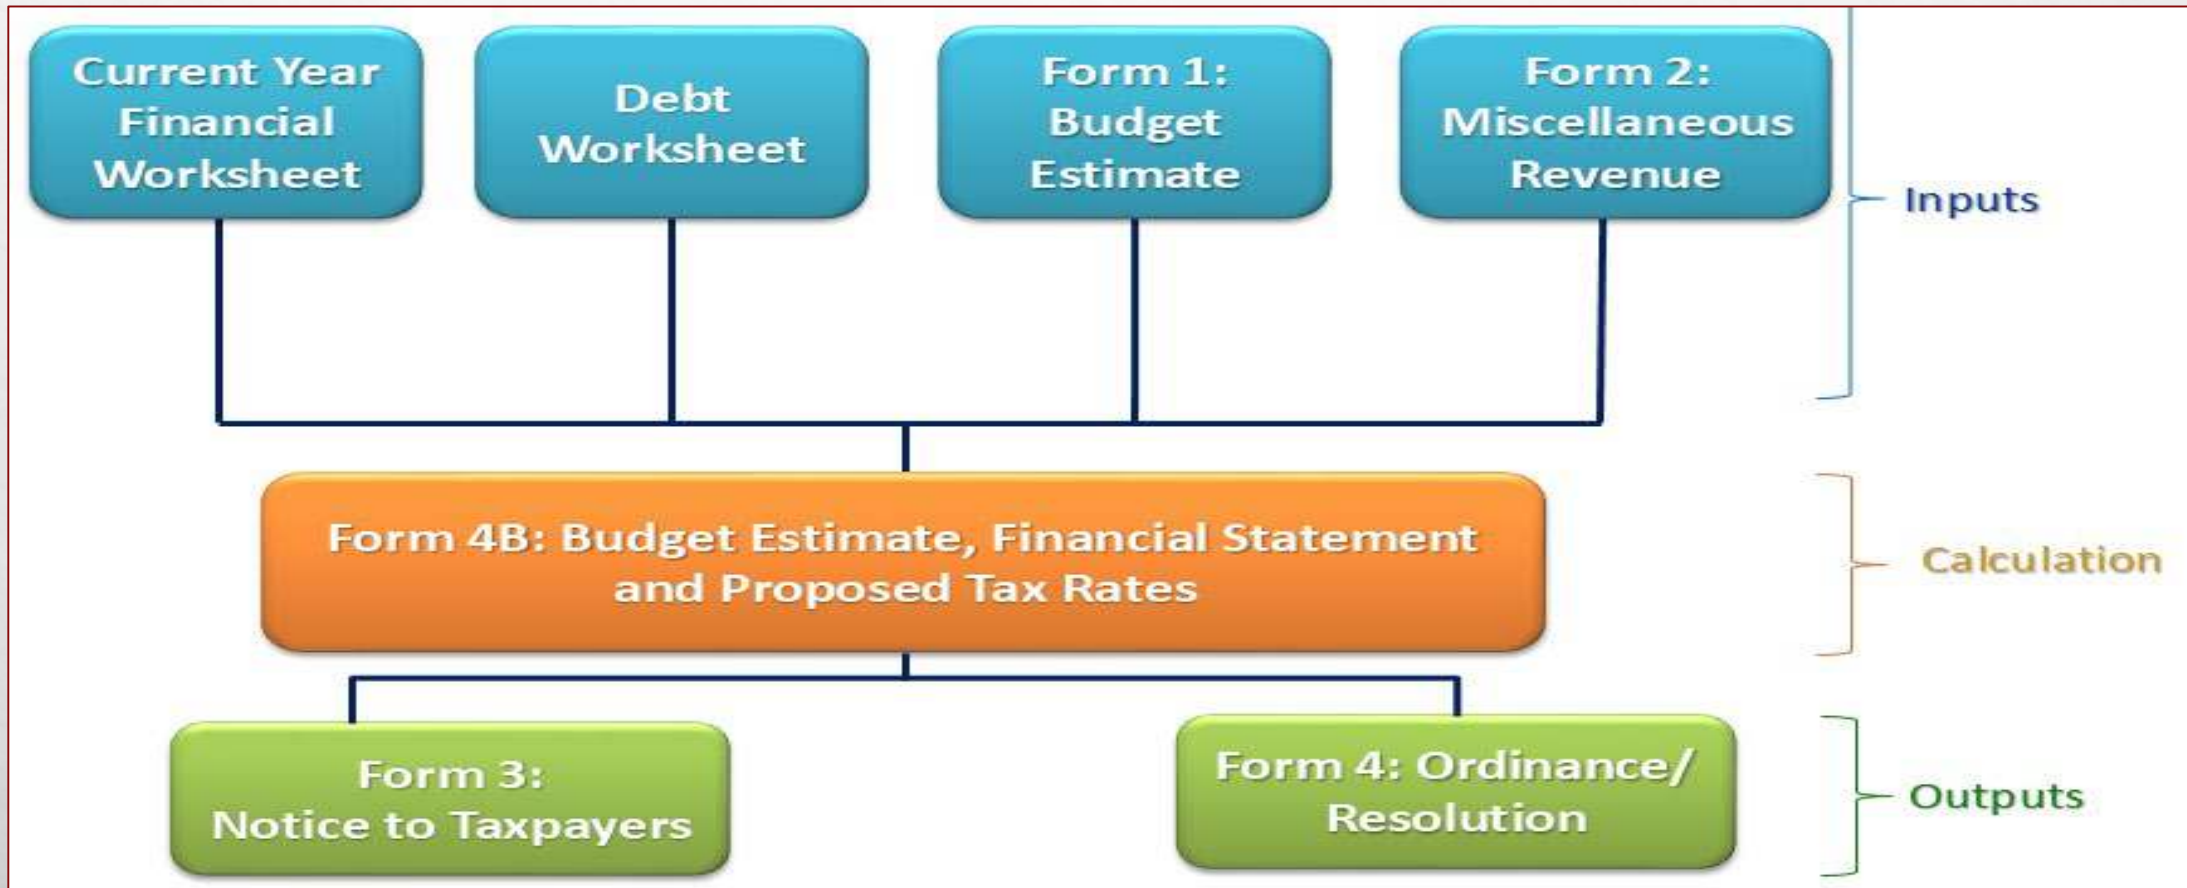 Current Year
Financial
Worksheet
Debt
Worksheet
Form 1:
Budget
Estimate
Form 2:
Miscellaneous
Revenue
Inputs
Form 4B: Budget Estimate, Financial Statement
and Proposed Tax Rates
Calculation
Form 3:
Notice to Taxpayers
Form 4: Ordinance/
Resolution
Outputs